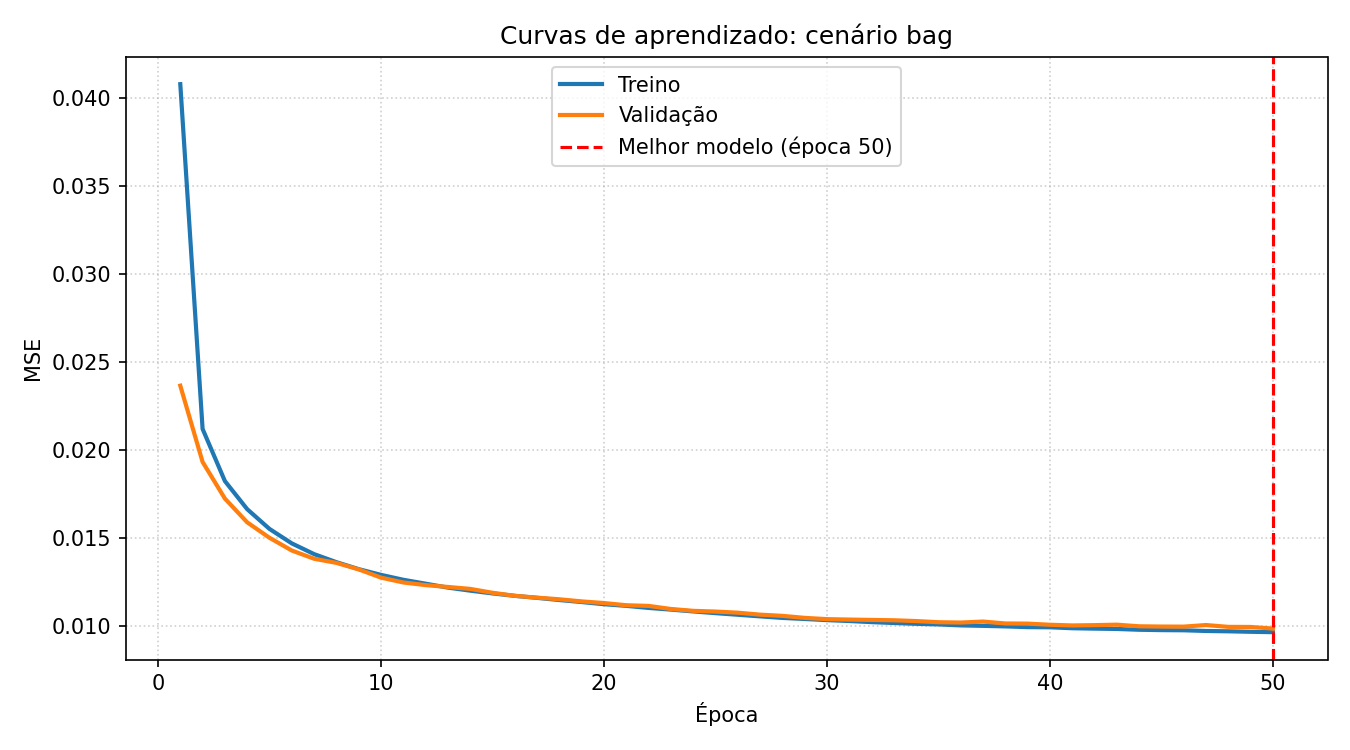 Curvas de aprendizado: cenário bag
Treino
Validação
Melhor modelo (época 50)
0.040
0.035
0.030
0.025
0.020
0.015
0.010
MSE
0 10 20 30 40 50
Época